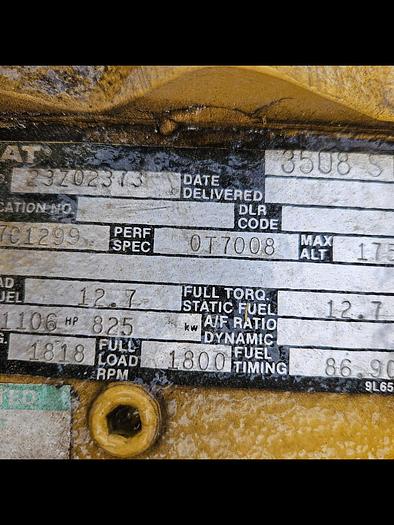 AT 3508 S
23Z02373 DATE DELIVERED
CATION NO. DLR CODE
7C1299 PERF SPEC 0T7008 MAX ALT 175
AD UEL 12.7 FULL TORQ. STATIC FUEL 12.7
1106 HP 825 kw A/F RATIO DYNAMIC
G. 1818 FULL LOAD RPM 1800 FUEL TIMING 86.90
9L65
TED